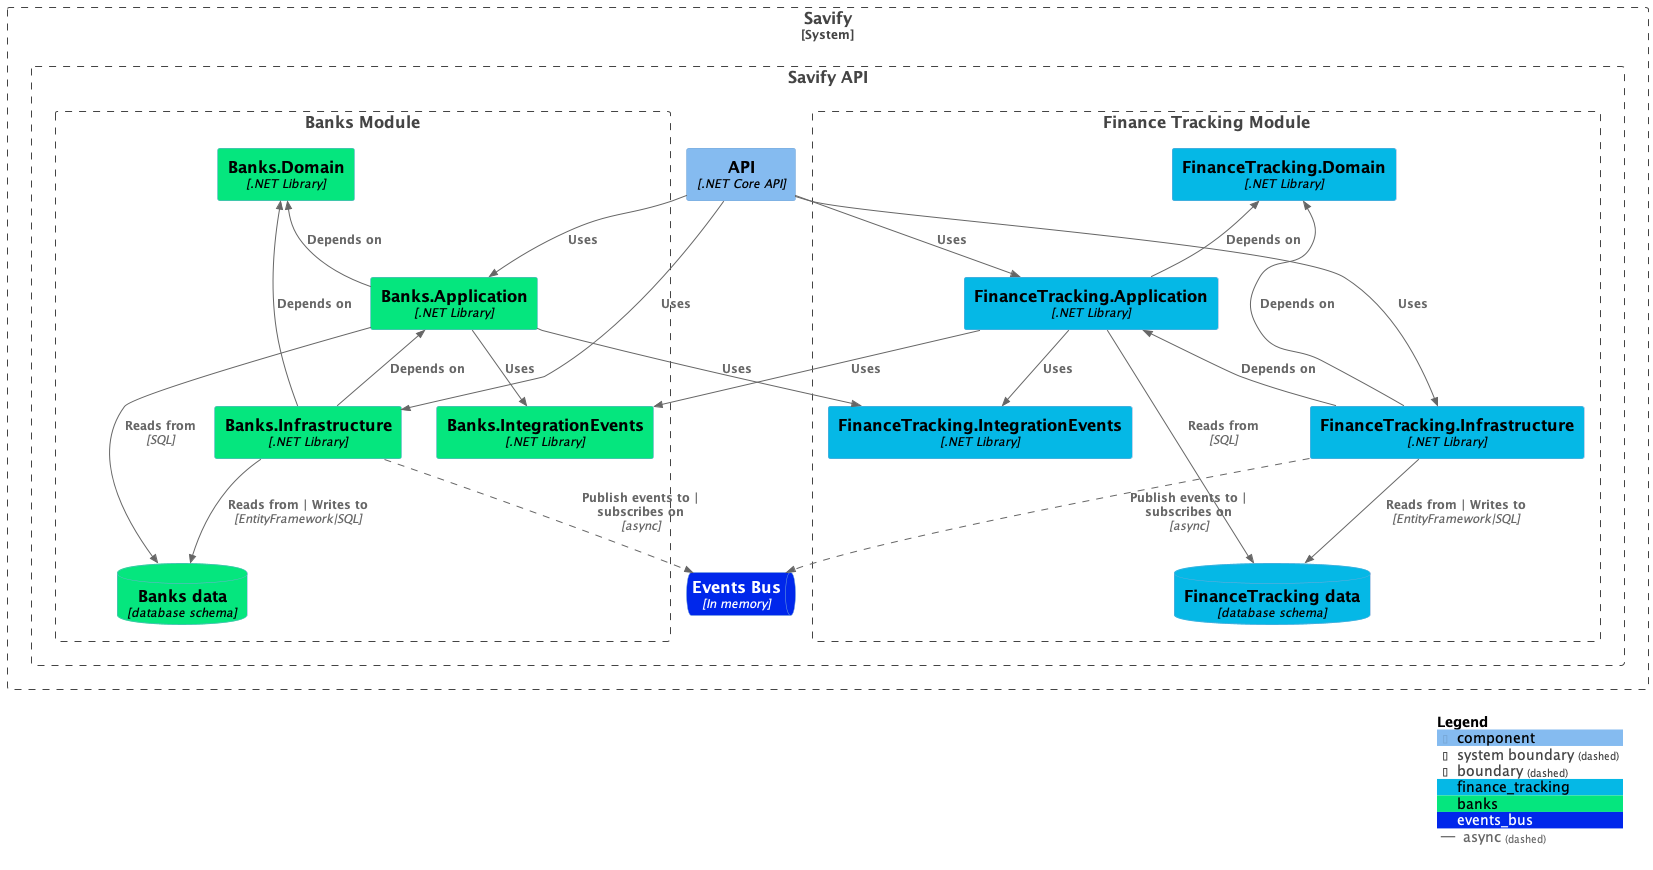 Savify
[System]
Savify API
Banks Module
Finance Tracking Module
Banks.Domain
[.NET Library]
API
[.NET Core API]
FinanceTracking.Domain
[.NET Library]
Depends on
Uses
Uses
Depends on
Banks.Application
[.NET Library]
FinanceTracking.Application
[.NET Library]
Depends on
Uses
Depends on
Uses
Depends on
Uses
Uses
Uses
Uses
Depends on
Reads from
[SQL]
Banks.Infrastructure
[.NET Library]
Banks.IntegrationEvents
[.NET Library]
FinanceTracking.IntegrationEvents
[.NET Library]
Reads from
[SQL]
FinanceTracking.Infrastructure
[.NET Library]
Reads from | Writes to
[EntityFramework|SQL]
Publish events to |
subscribes on
[async]
Publish events to |
subscribes on
[async]
Reads from | Writes to
[EntityFramework|SQL]
Banks data
[database schema]
Events Bus
[In memory]
FinanceTracking data
[database schema]
Legend
component
system boundary (dashed)
boundary (dashed)
finance_tracking
banks
events_bus
async (dashed)